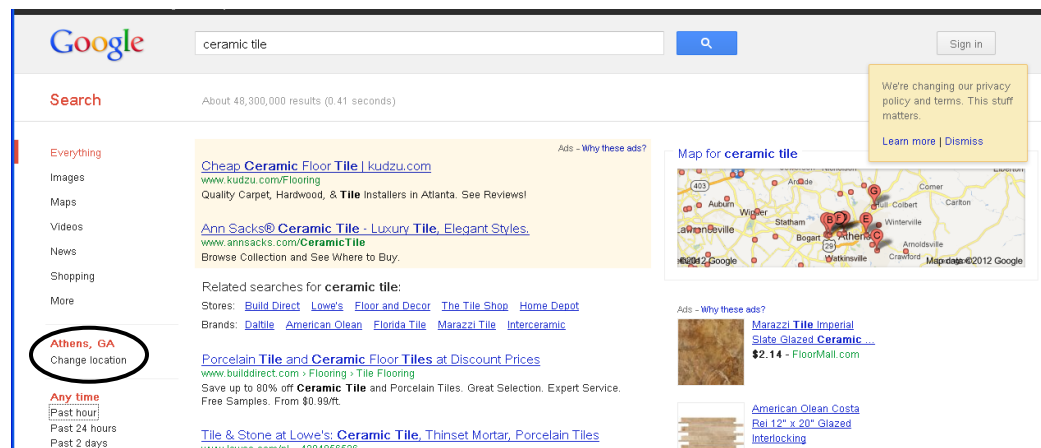 Google
ceramic tile
Sign in
We're changing our privacy
policy and terms. This stuff
matters.
Learn more | Dismiss
Search
About 48,300,000 results (0.41 seconds)
Everything
Images
Maps
Videos
News
Shopping
More
Athens, GA
Change location
Any time
Past hour
Past 24 hours
Past 2 days
Ads - Why these ads?
Cheap Ceramic Floor Tile | kudzu.com
www.kudzu.com/Flooring
Quality Carpet, Hardwood, & Tile Installers in Atlanta. See Reviews!
Ann Sacks® Ceramic Tile - Luxury Tile, Elegant Styles.
www.annsacks.com/CeramicTile
Browse Collection and See Where to Buy.
Related searches for ceramic tile:
Stores: Build Direct Lowe's Floor and Decor The Tile Shop Home Depot
Brands: Daltile American Olean Florida Tile Marazzi Tile Interceramic
Porcelain Tile and Ceramic Floor Tiles at Discount Prices
www.builddirect.com › Flooring › Tile Flooring
Save up to 80% off Ceramic Tile and Porcelain Tiles. Great Selection. Expert Service.
Free Samples. From $0.99/ft.
Tile & Stone at Lowe's: Ceramic Tile, Thinset Mortar, Porcelain Tiles
Map for ceramic tile
Elberton
403
Arcade
Comer
G
Auburn
Hull Colbert
Carlton
Winder
Statham
B F E
Winterville
Lawrenceville
Bogart
Athens
C
29
Arnoldsville
Watkinsville
Crawford
©2012 Google
Map data ©2012 Google
Ads - Why these ads?
Marazzi Tile Imperial
Slate Glazed Ceramic ...
$2.14 - FloorMall.com
American Olean Costa
Rei 12" x 20" Glazed
Interlocking